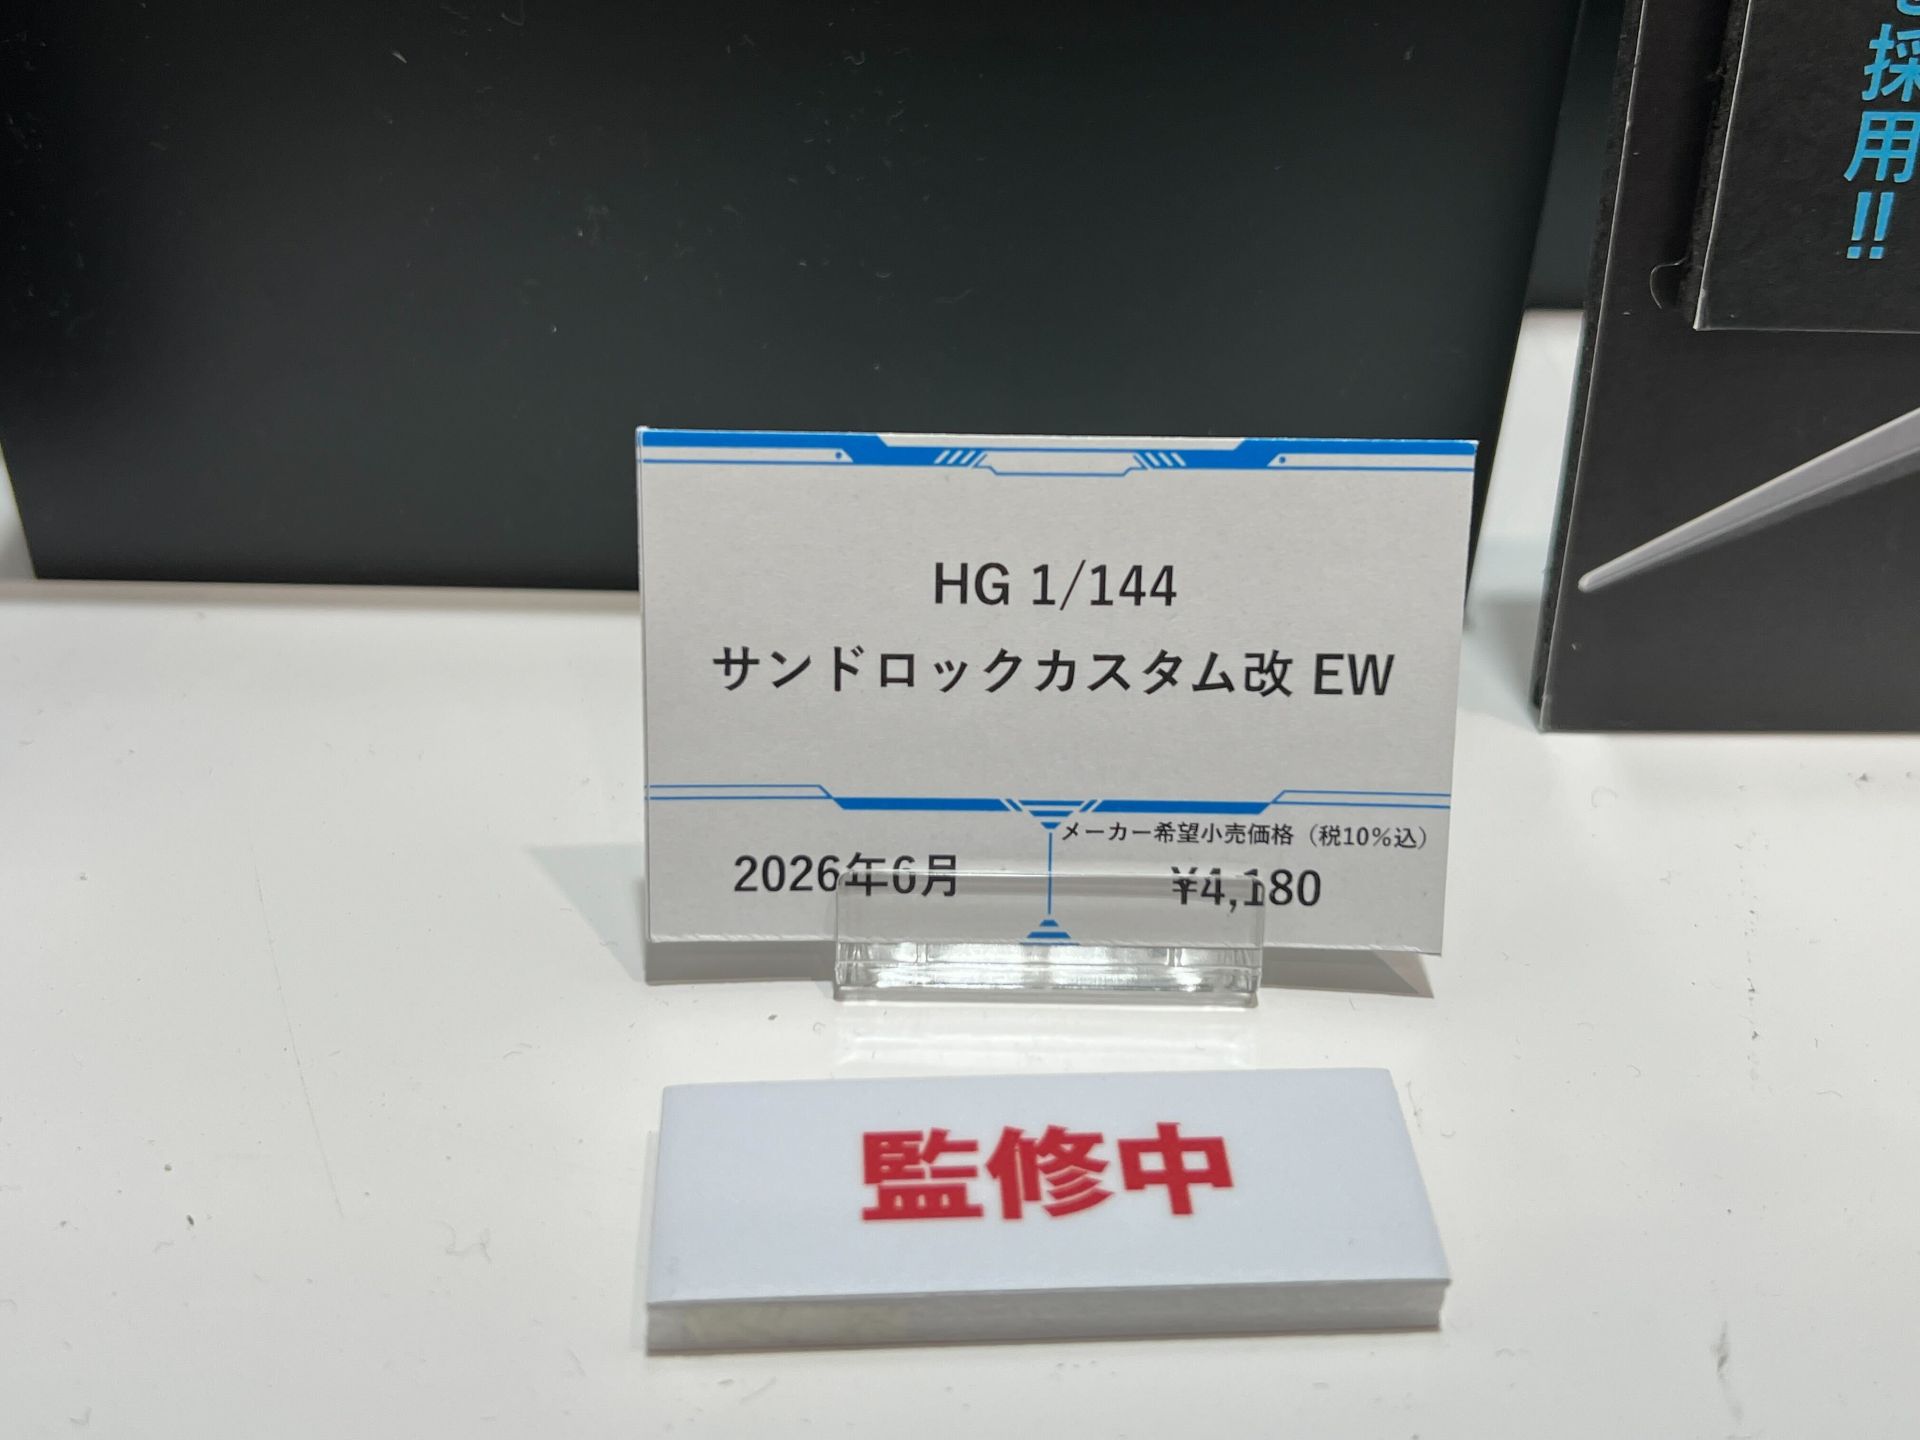 採用!!
HG 1/144
サンドロックカスタム改 EW
2026年6月
メーカー希望小売価格（税10%込）
¥4,180
監修中